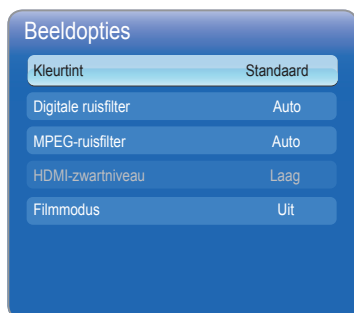 Beeldopties
Kleurtint Standaard
Digitale ruisfilter Auto
MPEG-ruisfilter Auto
HDMI-zwartniveau Laag
Filmmodus Uit